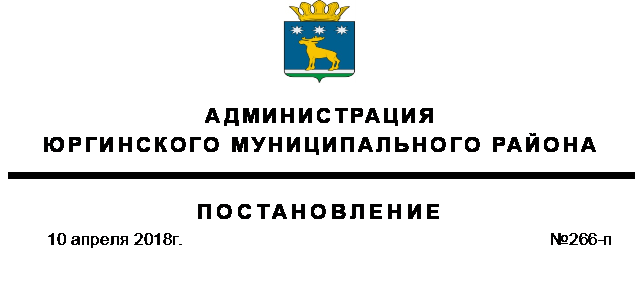 АДМИНИСТРАЦИЯ
ЮРГИНСКОГО МУНИЦИПАЛЬНОГО РАЙОНА
ПОСТАНОВЛЕНИЕ
10 апреля 2018г. №266-п